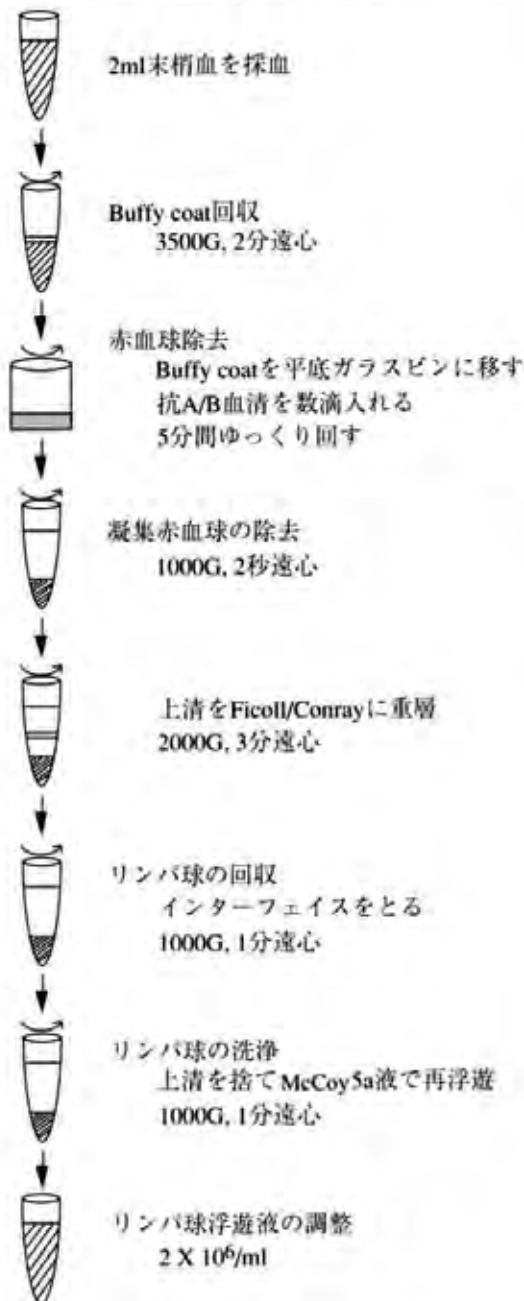 2ml末梢血を採血
Buffy coat回収
3500G, 2分遠心
赤血球除去
Buffy coatを平底ガラスビンに移す
抗A/B血清を数滴入れる
5分間ゆっくり回す
凝集赤血球の除去
1000G, 2秒遠心
上清をFicoll/Conrayに重層
2000G, 3分遠心
リンパ球の回収
インターフェイスをとる
1000G, 1分遠心
リンパ球の洗浄
上清を捨てMcCoy5a液で再浮遊
1000G, 1分遠心
リンパ球浮遊液の調整
2 X 10⁶/ml